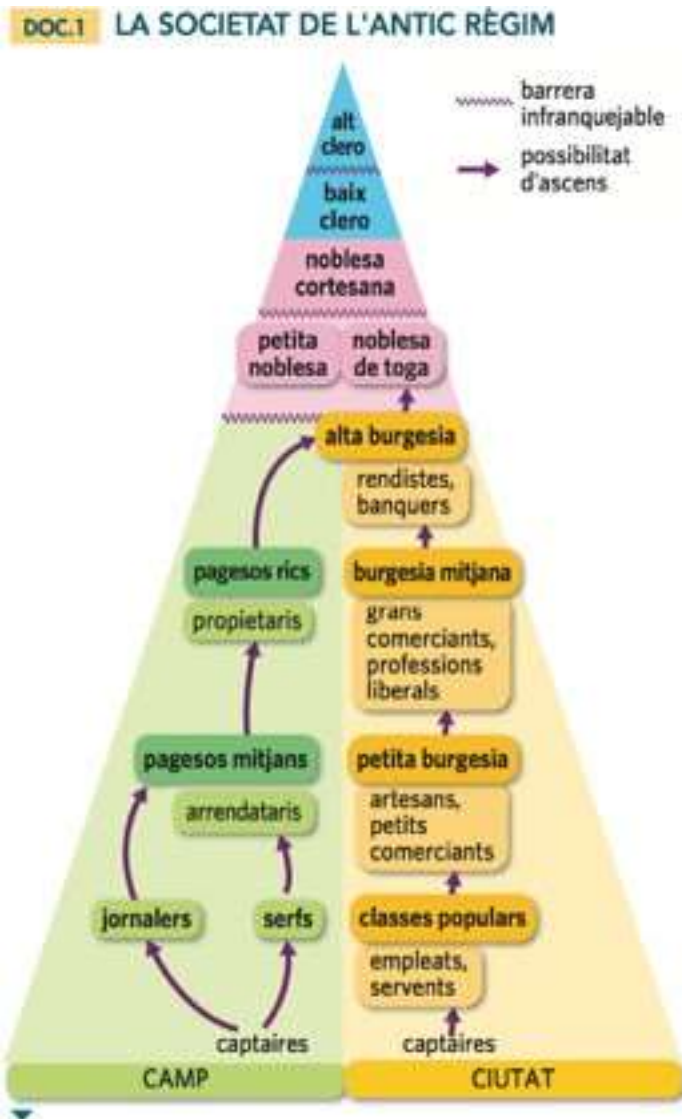 DOC.1 LA SOCIETAT DE L'ANTIC RÈGIM
barrera
infranquejable
possibilitat
d'ascens
alt
clero
baix
clero
noblesa
cortesana
petita
noblesa
noblesa
de toga
alta burgesia
rendistes,
banquers
pagesos rics
propietaris
burgesia mitjana
grans
comerciants,
professions
liberals
pagesos mitjans
arrendataris
petita burgesia
artesans,
petits
comerciants
jornalers
serfs
classes populars
empleats,
servents
captaires
captaires
CAMP
CIUTAT